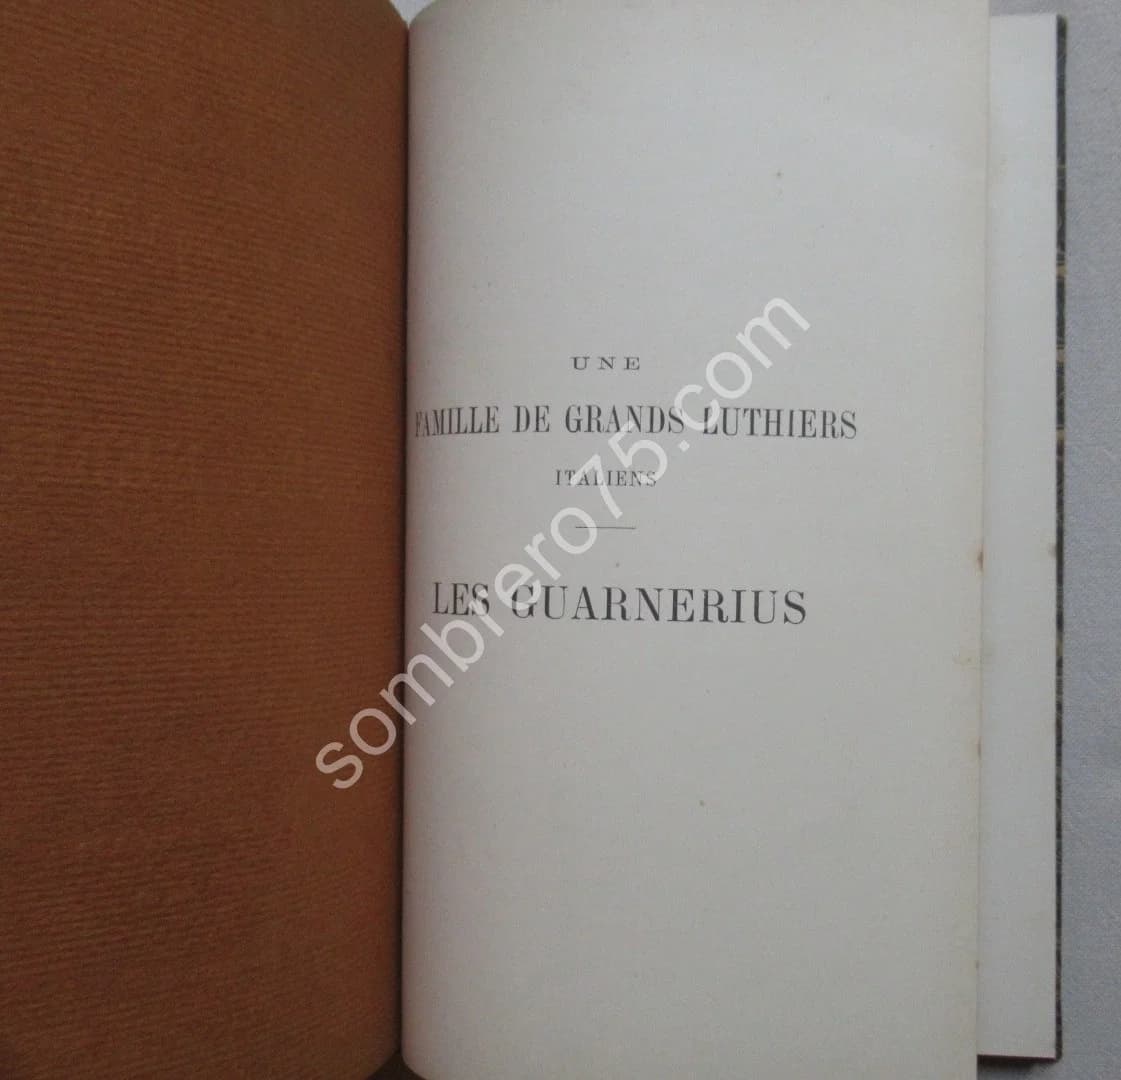 UNE
FAMILLE DE GRANDS LUTHIERS
ITALIENS
LES GUARNERIUS
sombrero75.com